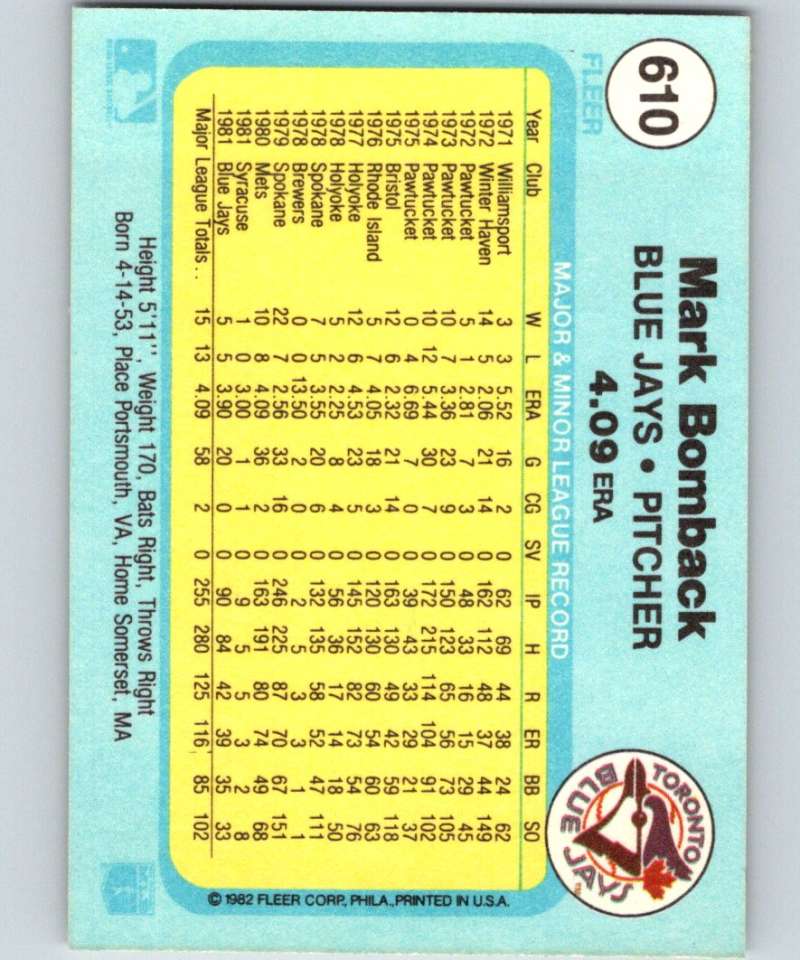 610
FLEER
Mark Bomback
BLUE JAYS • PITCHER
4.09 ERA
TORONTO
BLUE JAYS
MAJOR & MINOR LEAGUE RECORD
Year Club W L ERA G CG SV IP H R ER BB SO
1971 Williamsport 3 3 5.52 16 2 0 62 69 44 38 24 62
1972 Winter Haven 14 5 2.06 21 14 0 162 112 48 37 44 149
1972 Pawtucket 5 1 2.81 7 3 0 48 33 16 15 29 45
1973 Pawtucket 10 7 3.36 23 9 0 150 123 65 56 73 105
1974 Pawtucket 10 12 5.44 30 7 0 172 215 114 104 91 102
1975 Pawtucket 0 4 6.69 7 0 0 39 43 33 29 21 37
1975 Bristol 12 6 2.32 21 14 0 163 130 49 42 59 118
1976 Rhode Island 5 7 4.05 18 3 0 120 130 60 54 60 63
1977 Holyoke 12 6 4.53 23 5 0 145 152 82 73 54 76
1978 Holyoke 5 2 2.25 8 4 0 56 36 17 14 18 50
1978 Spokane 7 5 3.55 20 6 0 132 135 58 52 47 111
1978 Brewers 0 0 13.50 2 0 0 2 5 3 3 1 1
1979 Spokane 22 7 2.56 33 16 0 246 225 87 70 67 151
1980 Mets 10 8 4.09 36 2 0 163 191 80 74 49 68
1981 Syracuse 1 0 3.00 1 1 0 9 5 3 3 2 8
1981 Blue Jays 5 5 3.90 20 0 0 90 84 42 39 35 33
Major League Totals . . 15 13 4.09 58 2 0 255 280 125 116 85 102
Height 5'11'', Weight 170, Bats Right, Throws Right
Born 4-14-53, Place Portsmouth, VA, Home Somerset, MA
© 1982 FLEER CORP., PHILA., PRINTED IN U.S.A.